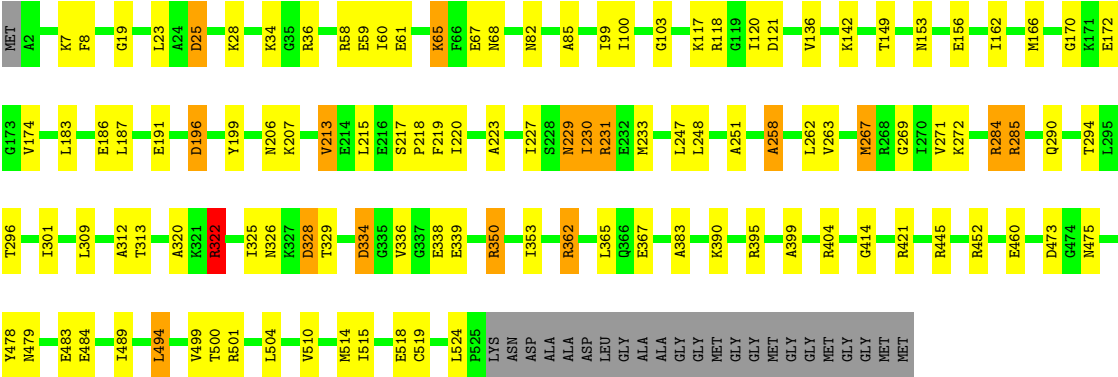 MET A2 K7 F8 G19 L23 A24 D25 K28 K34 G35 R36 R58 E59 I60 E61 K65 F66 E67 N68 N82 A85 I99 I100 G103 K117 R118 G119 I120 D121 V136 K142 T149 N153 E156 I162 M166 G170 K171 E172
G173 V174 L183 E186 L187 E191 D196 Y199 N206 K207 V213 E214 L215 E216 S217 P218 F219 I220 A223 I227 S228 N229 I230 R231 E232 M233 L247 L248 A251 A258 L262 V263 M267 R268 G269 I270 V271 K272 R284 R285 Q290 T294 L295
T296 I301 L309 A312 T313 A320 K321 R322 I325 N326 K327 D328 T329 D334 G335 V336 G337 E338 E339 R350 I353 R362 L365 Q366 E367 A383 K390 R395 A399 R404 G414 R421 R445 R452 E460 D473 G474 N475
Y478 N479 E483 E484 I489 L494 V499 T500 R501 L504 V510 M514 I515 E518 C519 L524 P525 LYS ASN ASP ALA ALA ASP LEU GLY ALA ALA GLY GLY MET GLY GLY MET GLY GLY MET GLY GLY MET MET